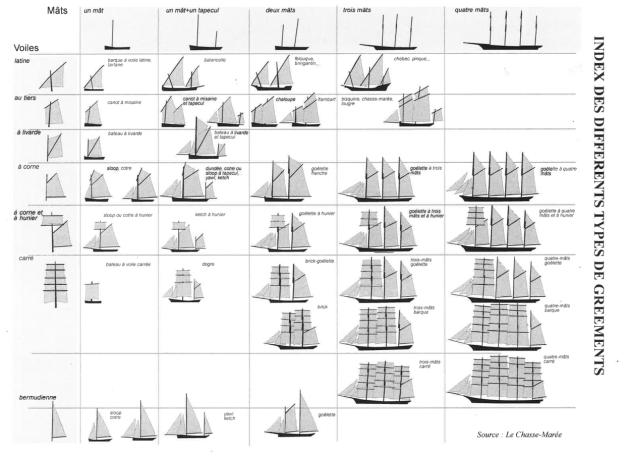 Mâts
un mât
un mât+un tapecul
deux mâts
trois mâts
quatre mâts
Voiles
latine
barque à voile latine,
tartane
balancelle
felouque,
bringantin,..
chebec, pinque,..
au tiers
canot à misaine
canot à misaine
et tapecul
chaloupe
flambart
bisquine, chasse-marée,
lougre
à livarde
bateau à livarde
bateau à livarde
et tapecul
à corne
sloop, cotre
dundée, cotre ou
sloop à tapecul,
yawl, ketch
goélette
franche
goélette à trois
mâts
goélette à quatre
mâts
à corne et
à hunier
sloop ou cotre à hunier
ketch à hunier
goélette à hunier
goélette à trois
mâts et à hunier
goélette à quatre
mâts et à hunier
carré
bateau à voile carrée
dogre
brick-goélette
trois-mâts
goélette
quatre-mâts
goélette
brick
trois-mâts
barque
quatre-mâts
barque
trois-mâts
carré
quatre-mâts
carré
bermudienne
sloop
cotre
yawl
ketch
goélette
Source : Le Chasse-Marée
INDEX DES DIFFERENTS TYPES DE GREEMENTS